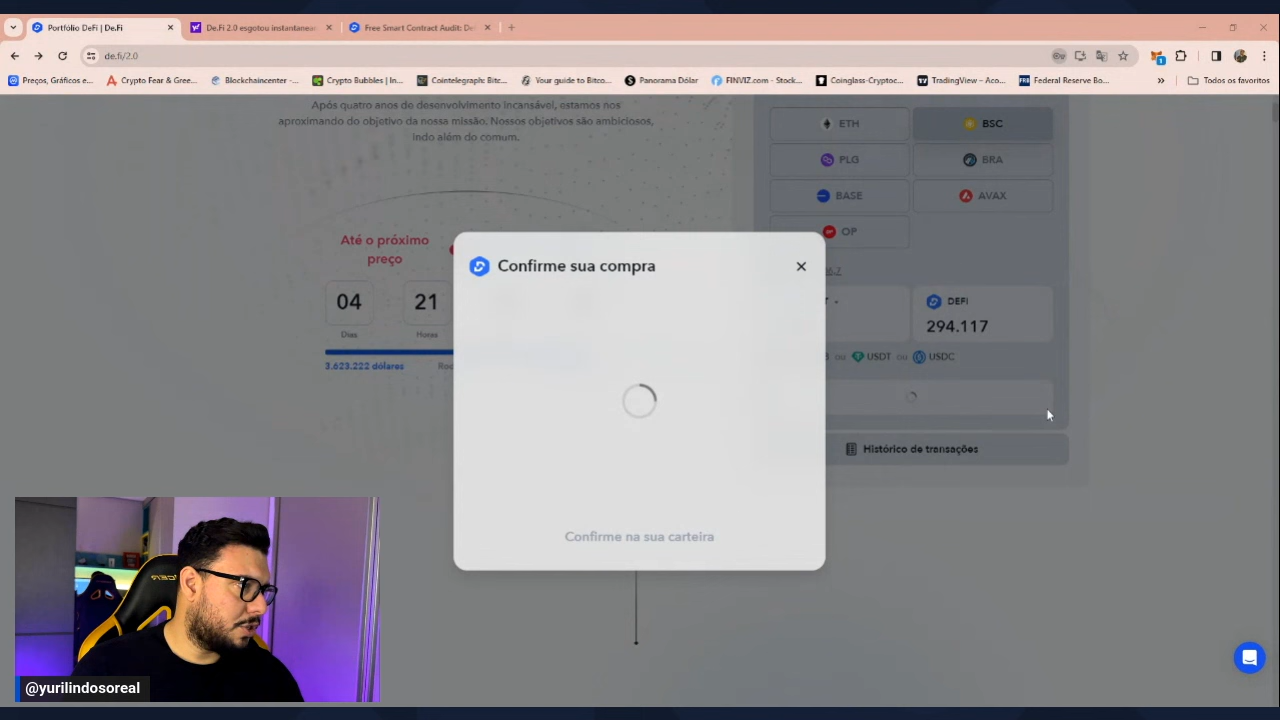 Portfólio DeFi | De.Fi
De.Fi 2.0 esgotou instantanear
Free Smart Contract Audit: De
de.fi/2.0
Preços, Gráficos e...
Crypto Fear & Gree...
Blockchaincenter -...
Crypto Bubbles | In...
Cointelegraph Bitc...
Your guide to Bitco...
Panorama Dólar
FINVIZ.com - Stock...
Coinglass-Cryptoc...
TradingView – Aco...
Federal Reserve Bo...
»
Todos os favoritos
Após quatro anos de desenvolvimento incansável, estamos nos
aproximando do objetivo da nossa missão. Nossos objetivos são ambiciosos,
indo além do comum.
ETH
BSC
PLG
BRA
BASE
AVAX
OP
Até o próximo
preço
04
21
Dias
Horas
3.623.222 dólares
DEFI
294.117
ou
USDT
ou
USDC
Histórico de transações
Confirme sua compra
Confirme na sua carteira
@yurilindosoreal